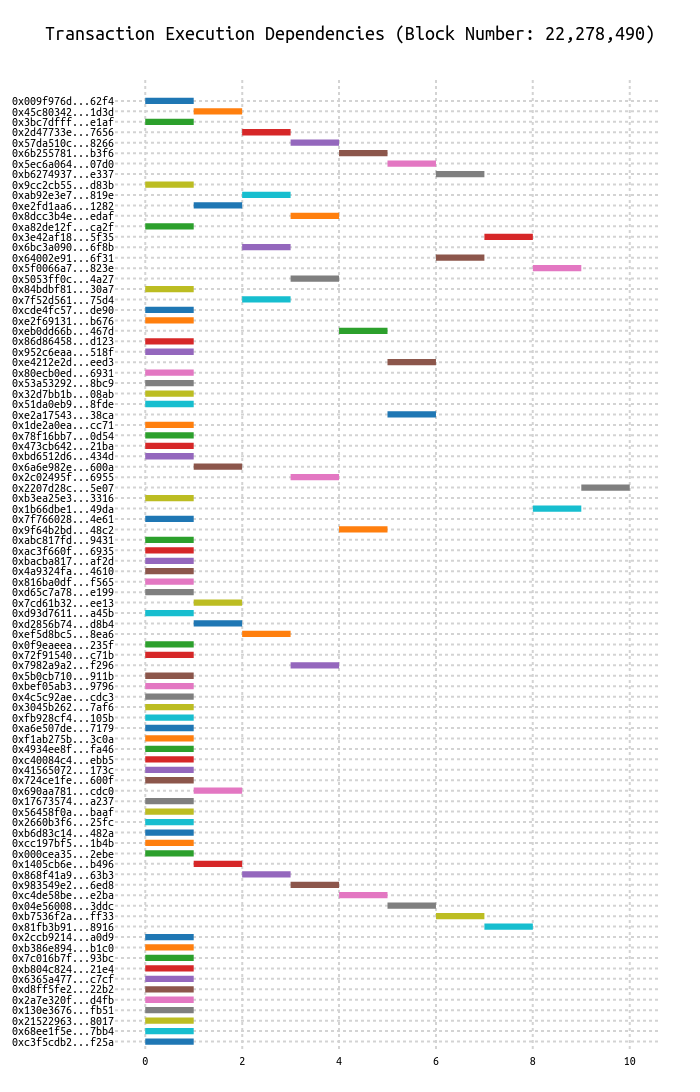 Transaction Execution Dependencies (Block Number: 22,278,490)
0x009f976d...62f4
0x45c80342...1d3d
0x3bc7dfff...e1af
0x2d47733e...7656
0x57da510c...8266
0x6b255781...b3f6
0x5ec6a064...07d0
0xb6274937...e337
0x9cc2cb55...d83b
0xab92e3e7...819e
0xe2fd1aa6...1282
0x8dcc3b4e...edaf
0xa82de12f...ca2f
0x3e42af18...5f35
0x6bc3a090...6f8b
0x64002e91...6f31
0x5f0066a7...823e
0x5053ff0c...4a27
0x84bdbf81...30a7
0x7f52d561...75d4
0xcde4fc57...de90
0xe2f69131...b676
0xeb0dd66b...467d
0x86d86458...d123
0x952c6eaa...518f
0xe4212e2d...eed3
0x80ecb0ed...6931
0x53a53292...8bc9
0x32d7bb1b...08ab
0x51da0eb9...8fde
0xe2a17543...38ca
0x1de2a0ea...cc71
0x78f16bb7...0d54
0x473cb642...21ba
0xbd6512d6...434d
0x6a6e982e...600a
0x2c02495f...6955
0x2207d28c...5e07
0xb3ea25e3...3316
0x1b66dbe1...49da
0x7f766028...4e61
0x9f64b2bd...48c2
0xabc817fd...9431
0xac3f660f...6935
0xbacba817...af2d
0x4a9324fa...4610
0x816ba0df...f565
0xd65c7a78...e199
0x7cd61b32...ee13
0xd93d7611...a45b
0xd2856b74...d8b4
0xef5d8bc5...8ea6
0x0f9eaeea...235f
0x72f91540...c71b
0x7982a9a2...f296
0x5b0cb710...911b
0xbef05ab3...9796
0x4c5c92ae...cdc3
0x3045b262...7af6
0xfb928cf4...105b
0xa6e507de...7179
0xf1ab275b...3c0a
0x4934ee8f...fa46
0xc40084c4...ebb5
0x41565072...173c
0x724ce1fe...600f
0x690aa781...cdc0
0x17673574...a237
0x56458f0a...baaf
0x2660b3f6...25fc
0xb6d83c14...482a
0xcc197bf5...1b4b
0x000cea35...2ebe
0x1405cb6e...b496
0x868f41a9...63b3
0x983549e2...6ed8
0xc4de58be...e2ba
0x04e56008...3ddc
0xb7536f2a...ff33
0x81fb3b91...8916
0x2ccb9214...a0d9
0xb386e894...b1c0
0x7c016b7f...93bc
0xb804c824...21e4
0x6365a477...c7cf
0xd8ff5fe2...22b2
0x2a7e320f...d4fb
0x130e3676...fb51
0x21522963...8017
0x68ee1f5e...7bb4
0xc3f5cdb2...f25a
0 2 4 6 8 10